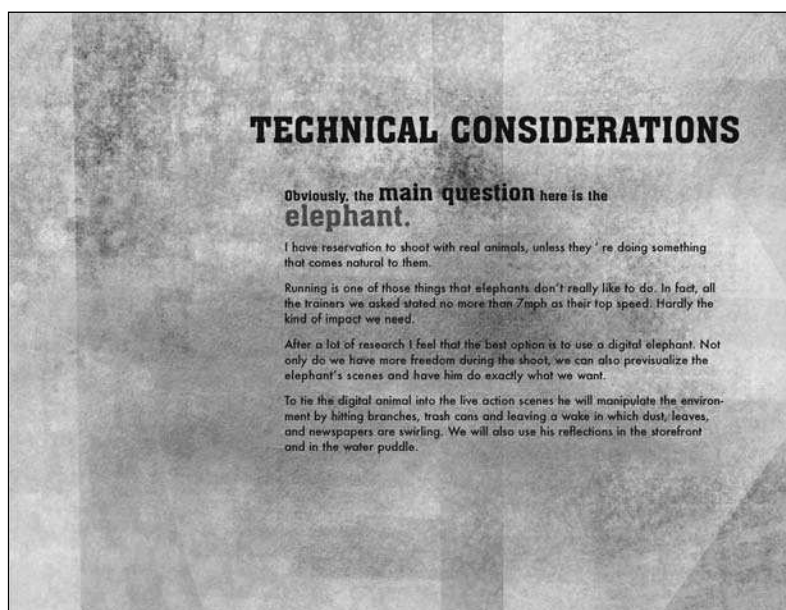 TECHNICAL CONSIDERATIONS
Obviously, the main question here is the
elephant.
I have reservation to shoot with real animals, unless they ' re doing something
that comes natural to them.
Running is one of those things that elephants don't really like to do. In fact, all
the trainers we asked stated no more than 7mph as their top speed. Hardly the
kind of impact we need.
After a lot of research I feel that the best option is to use a digital elephant. Not
only do we have more freedom during the shoot, we can also previsualize the
elephant's scenes and have him do exactly what we want.
To tie the digital animal into the live action scenes he will manipulate the environ-
ment by hitting branches, trash cans and leaving a wake in which dust, leaves,
and newspapers are swirling. We will also use his reflections in the storefront
and in the water puddle.